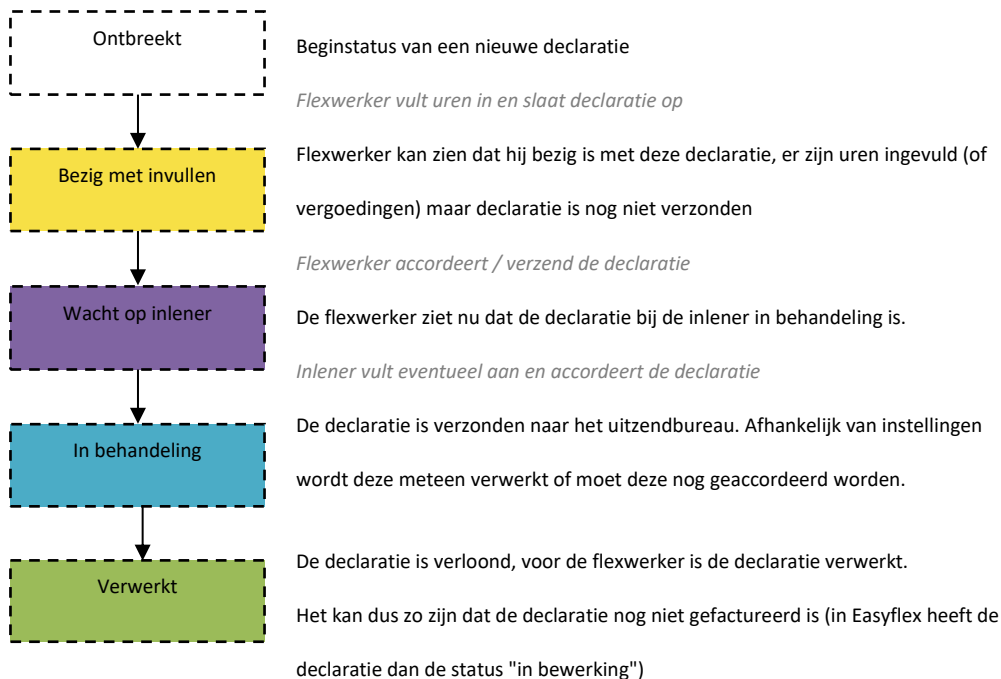 Ontbreekt
Beginstatus van een nieuwe declaratie
Flexwerker vult uren in en slaat declaratie op
Bezig met invullen
Flexwerker kan zien dat hij bezig is met deze declaratie, er zijn uren ingevuld (of
vergoedingen) maar declaratie is nog niet verzonden
Flexwerker accordeert / verzend de declaratie
Wacht op inlener
De flexwerker ziet nu dat de declaratie bij de inlener in behandeling is.
Inlener vult eventueel aan en accordeert de declaratie
In behandeling
De declaratie is verzonden naar het uitzendbureau. Afhankelijk van instellingen
wordt deze meteen verwerkt of moet deze nog geaccordeerd worden.
Verwerkt
De declaratie is verloond, voor de flexwerker is de declaratie verwerkt.
Het kan dus zo zijn dat de declaratie nog niet gefactureerd is (in Easyflex heeft de
declaratie dan de status "in bewerking")